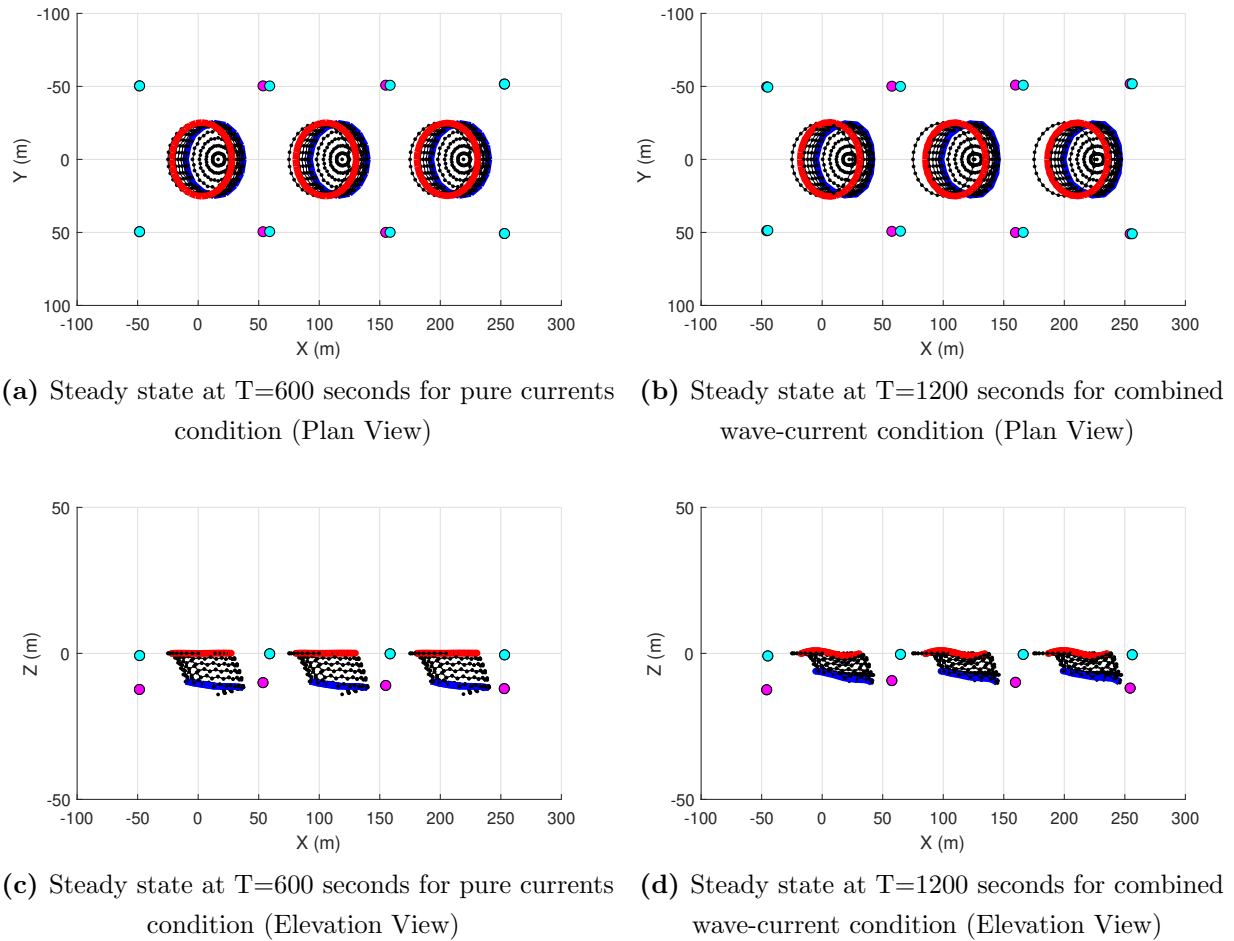 -100
-50
0
50
100
Y (m)
-100 -50 0 50 100 150 200 250 300
X (m)
(a) Steady state at T=600 seconds for pure currents
condition (Plan View)
-100
-50
0
50
100
Y (m)
-100 -50 0 50 100 150 200 250 300
X (m)
(b) Steady state at T=1200 seconds for combined
wave-current condition (Plan View)
50
0
-50
Z (m)
-100 -50 0 50 100 150 200 250 300
X (m)
(c) Steady state at T=600 seconds for pure currents
condition (Elevation View)
50
0
-50
Z (m)
-100 -50 0 50 100 150 200 250 300
X (m)
(d) Steady state at T=1200 seconds for combined
wave-current condition (Elevation View)